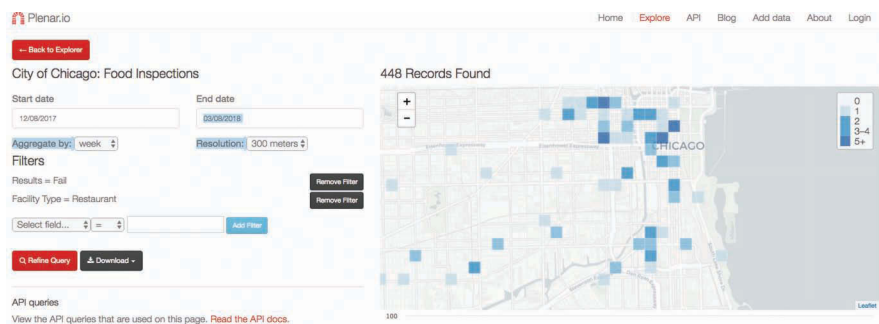 Plenar.io
Home Explore API Blog Add data About Login
← Back to Explorer
City of Chicago: Food Inspections
Start date End date
12/08/2017 03/08/2018
Aggregate by: week Resolution: 300 meters
Filters
Results = Fail Remove Filter
Facility Type = Restaurant Remove Filter
Select field... = Add Filter
Refine Query Download
API queries
View the API queries that are used on this page. Read the API docs.
448 Records Found
+
−
0
1
2
3–4
5+
CHICAGO
Leaflet
100